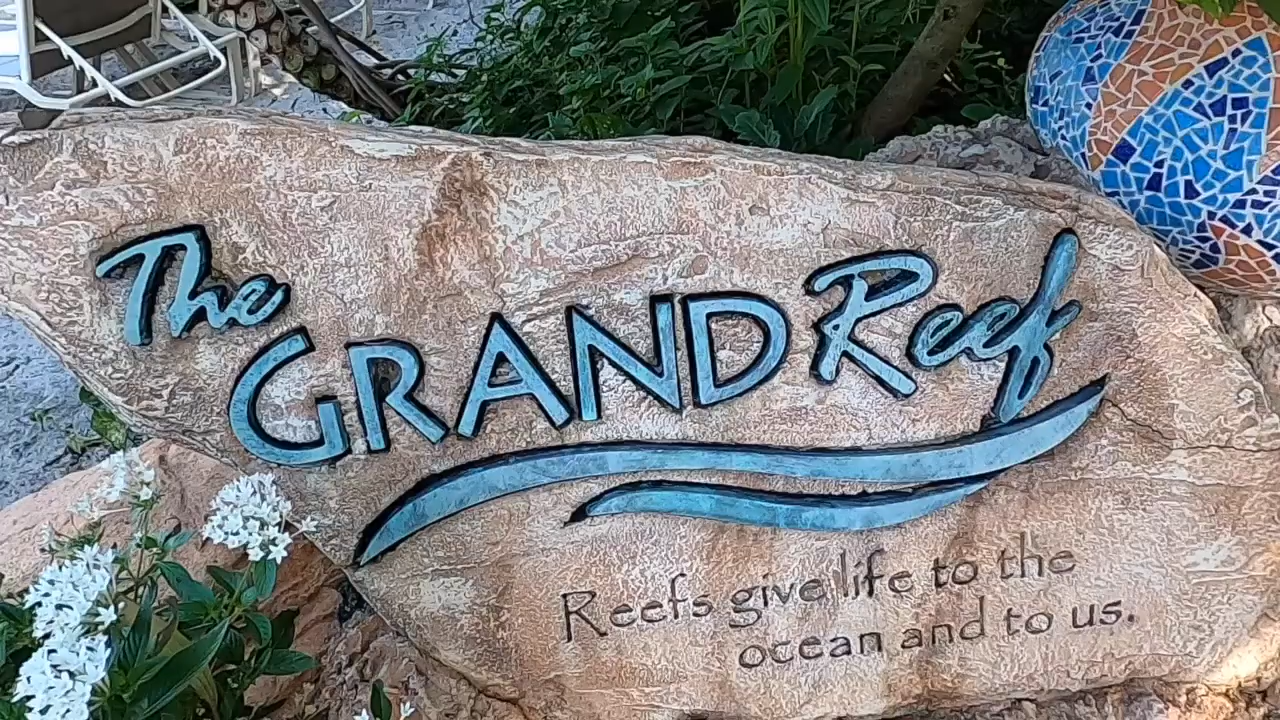 The
GRAND Reef
Reefs give life to the
ocean and to us.